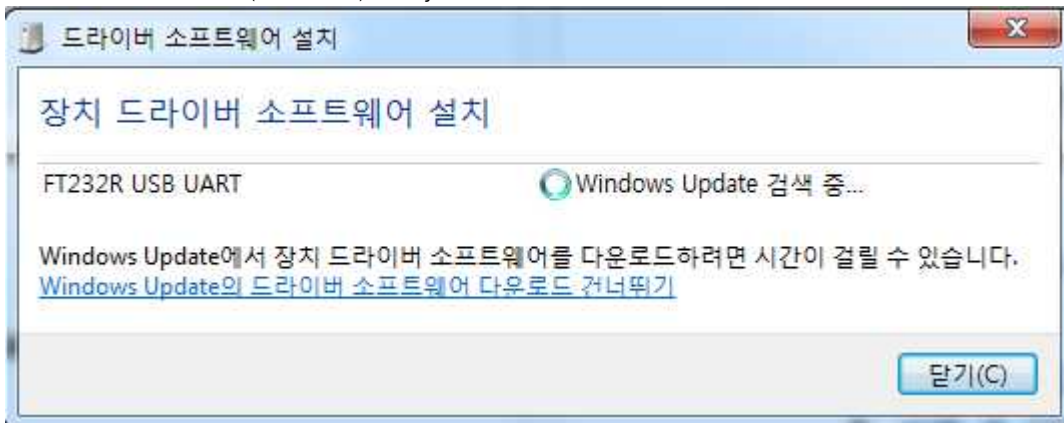 드라이버 소프트웨어 설치
장치 드라이버 소프트웨어 설치
FT232R USB UART Windows Update 검색 중...
Windows Update에서 장치 드라이버 소프트웨어를 다운로드하려면 시간이 걸릴 수 있습니다.
Windows Update의 드라이버 소프트웨어 다운로드 건너뛰기
닫기(C)